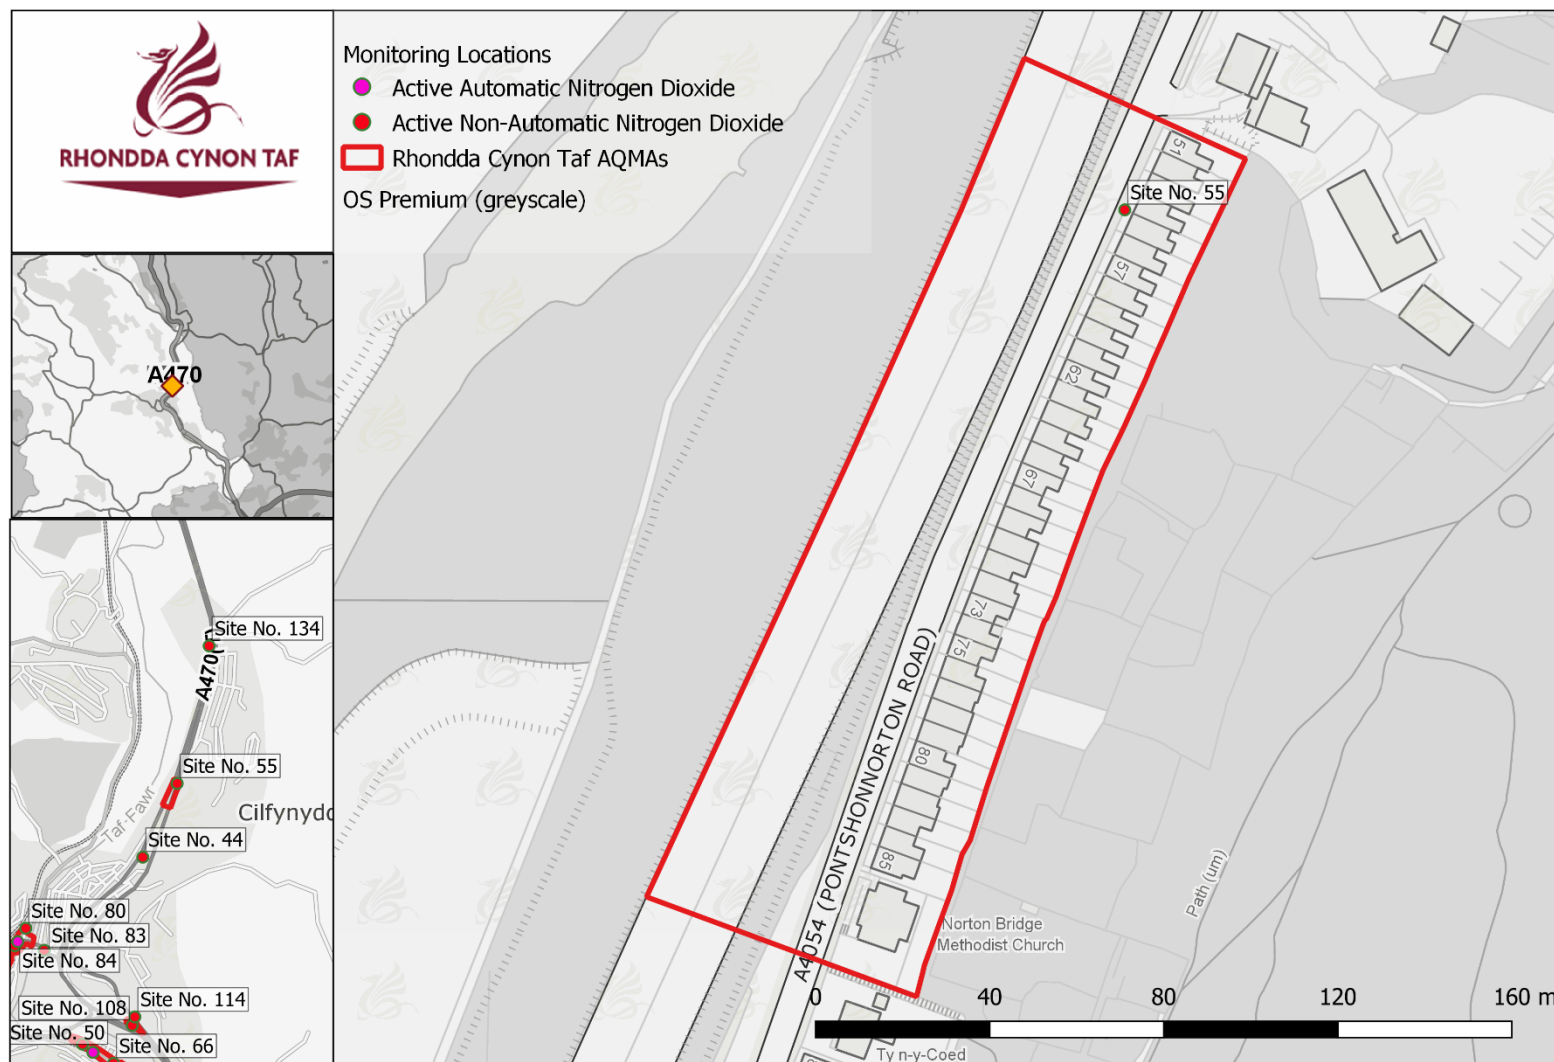 RHONDDA CYNON TAF
Monitoring Locations
Active Automatic Nitrogen Dioxide
Active Non-Automatic Nitrogen Dioxide
Rhondda Cynon Taf AQMAs
OS Premium (greyscale)
A470
51
Site No. 55
57
62
67
73
75
80
85
A4054 (PONTSHONNORTON ROAD)
Norton Bridge
Methodist Church
Path (um)
Ty n-y-Coed
0 40 80 120 160 m
Site No. 134
A470(T)
Site No. 55
Cilfynydd
Taf-Fawr
Site No. 44
Site No. 80
Site No. 83
Site No. 84
Site No. 108
Site No. 114
Site No. 50
Site No. 66